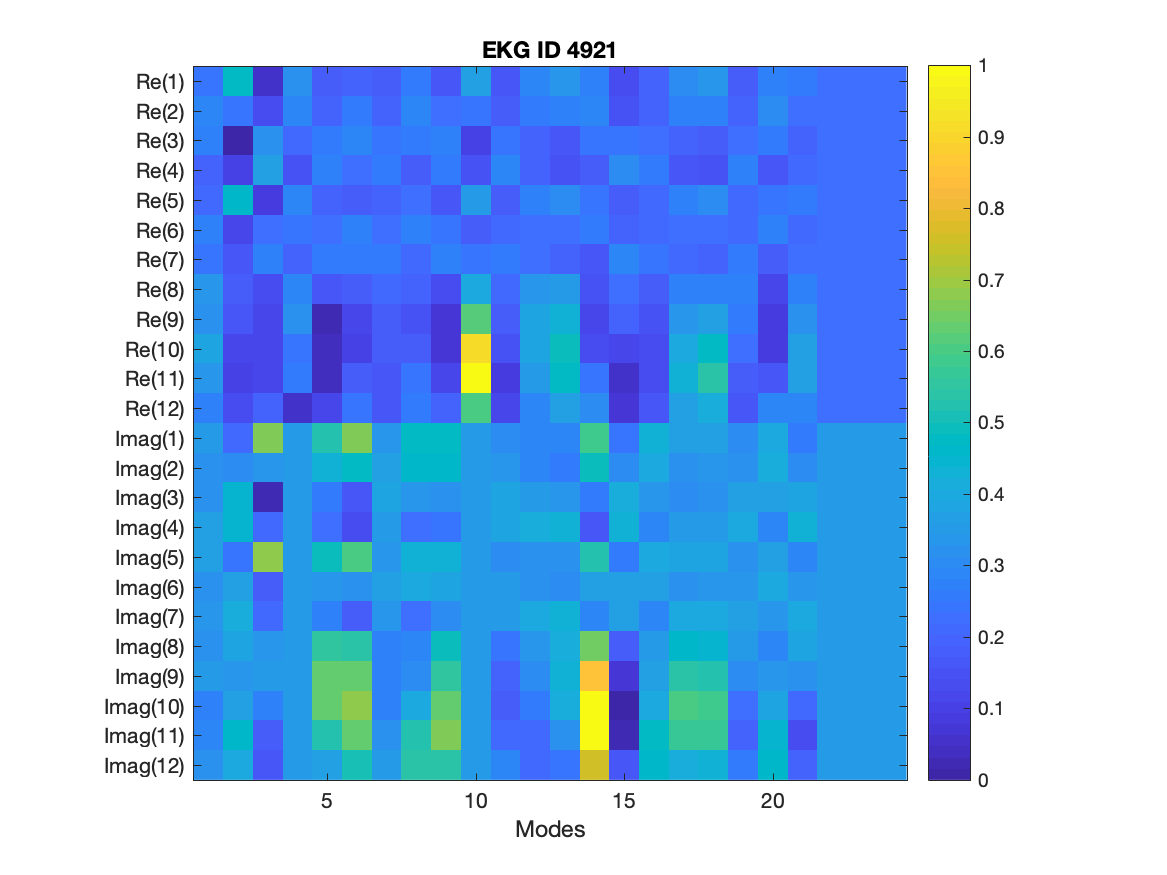 EKG ID 4921
Re(1)
Re(2)
Re(3)
Re(4)
Re(5)
Re(6)
Re(7)
Re(8)
Re(9)
Re(10)
Re(11)
Re(12)
Imag(1)
Imag(2)
Imag(3)
Imag(4)
Imag(5)
Imag(6)
Imag(7)
Imag(8)
Imag(9)
Imag(10)
Imag(11)
Imag(12)
5 10 15 20
Modes
1
0.9
0.8
0.7
0.6
0.5
0.4
0.3
0.2
0.1
0